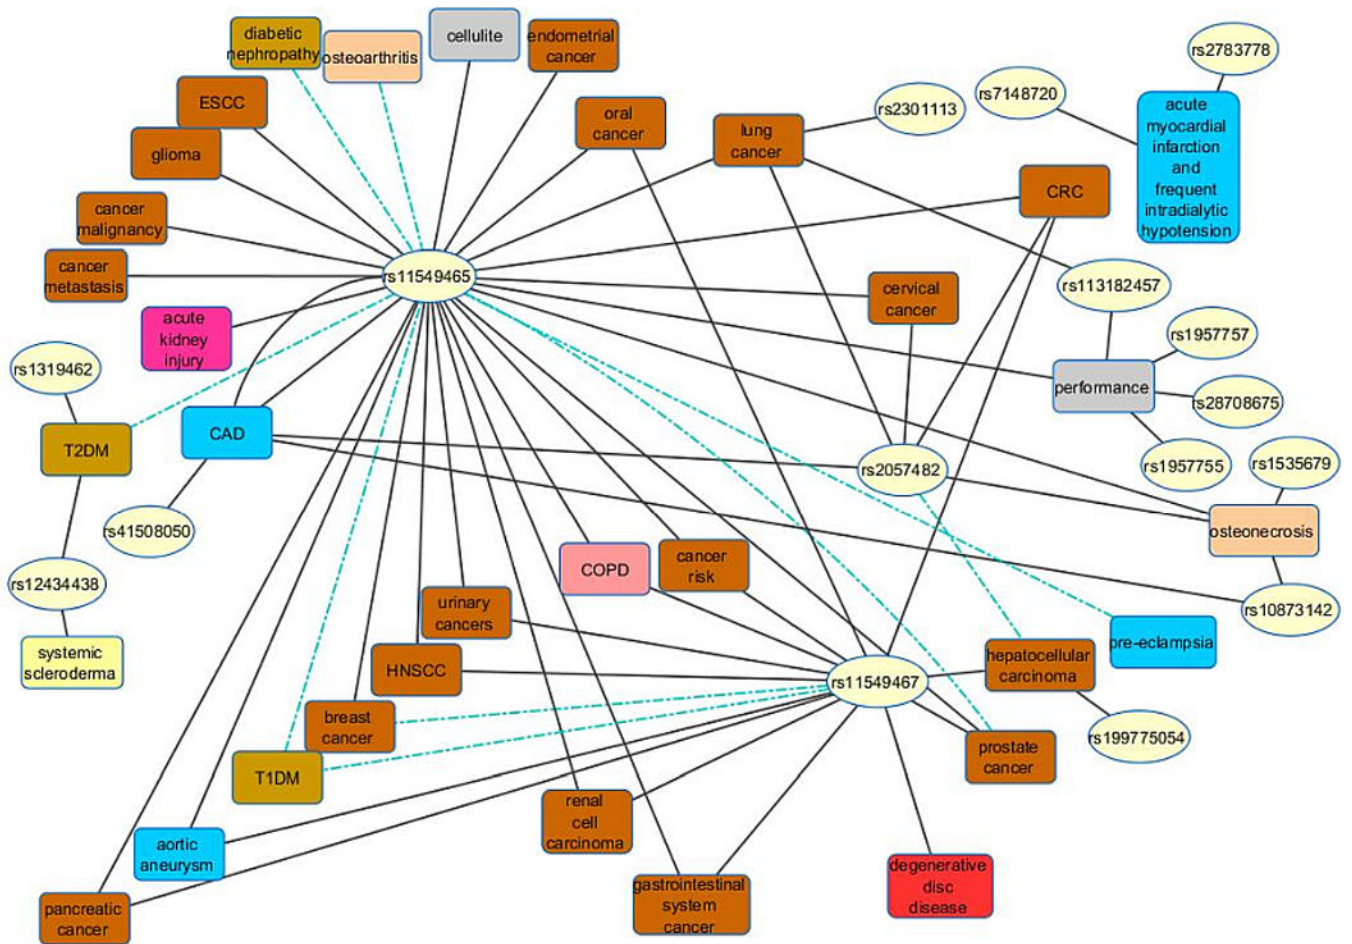 diabetic
nephropathy
osteoarthritis
cellulite
endometrial
cancer
rs2783778
ESCC
oral
cancer
lung
cancer
rs2301113
rs7148720
acute
myocardial
infarction
and
frequent
intradialytic
hypotension
glioma
CRC
cancer
malignancy
cancer
metastasis
rs11549465
cervical
cancer
rs113182457
acute
kidney
injury
rs1957757
rs1319462
performance
rs28708675
T2DM
CAD
rs2057482
rs1957755
rs1535679
rs41508050
osteonecrosis
rs12434438
COPD
cancer
risk
rs10873142
urinary
cancers
systemic
scleroderma
HNSCC
rs11549467
hepatocellular
carcinoma
pre-eclampsia
breast
cancer
rs199775054
prostate
cancer
T1DM
renal
cell
carcinoma
aortic
aneurysm
degenerative
disc
disease
pancreatic
cancer
gastrointestinal
system
cancer